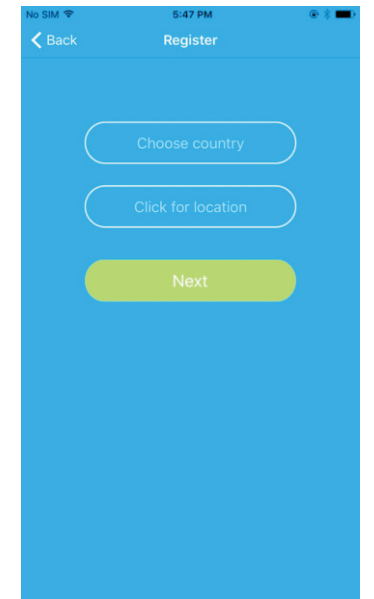 No SIM 5:47 PM
Back Register
Choose country
Click for location
Next